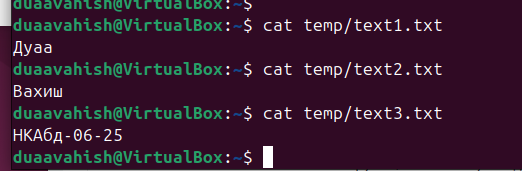 duaavahish@VirtualBox:~$
duaavahish@VirtualBox:~$ cat temp/text1.txt
Дуаа
duaavahish@VirtualBox:~$ cat temp/text2.txt
Вахиш
duaavahish@VirtualBox:~$ cat temp/text3.txt
НКАбд-06-25
duaavahish@VirtualBox:~$